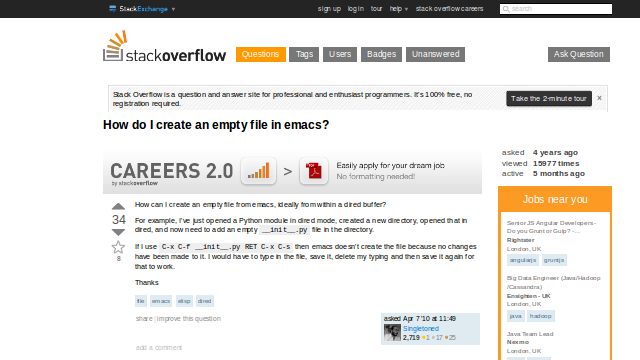 StackExchange sign up log in tour help stack overflow careers search
stackoverflow Questions Tags Users Badges Unanswered Ask Question
Stack Overflow is a question and answer site for professional and enthusiast programmers. It's 100% free, no
registration required.
Take the 2-minute tour ×
How do I create an empty file in emacs?
CAREERS 2.0
by stackoverflow
>
PDF
Easily apply for your dream job
No formatting needed!
asked 4 years ago
viewed 15977 times
active 5 months ago
34
8
How can I create an empty file from emacs, ideally from within a dired buffer?
For example, I've just opened a Python module in dired mode, created a new directory, opened that in
dired, and now need to add an empty __init__.py file in the directory.
If I use C-x C-f __init__.py RET C-x C-s then emacs doesn't create the file because no changes
have been made to it. I would have to type in the file, save it, delete my typing and then save it again for
that to work.
Thanks
file emacs elisp dired
share | improve this question
asked Apr 7 '10 at 11:49
Singletoned
2,719 1 17 25
add a comment
Jobs near you
Senior JS Angular Developers -
Do you Grunt or Gulp? -...
Rightster
London, UK
angularjs gruntjs
Big Data Engineer (Java/Hadoop
/Cassandra)
Ensighten - UK
London, UK
java hadoop
Java Team Lead
Nexmo
London, UK